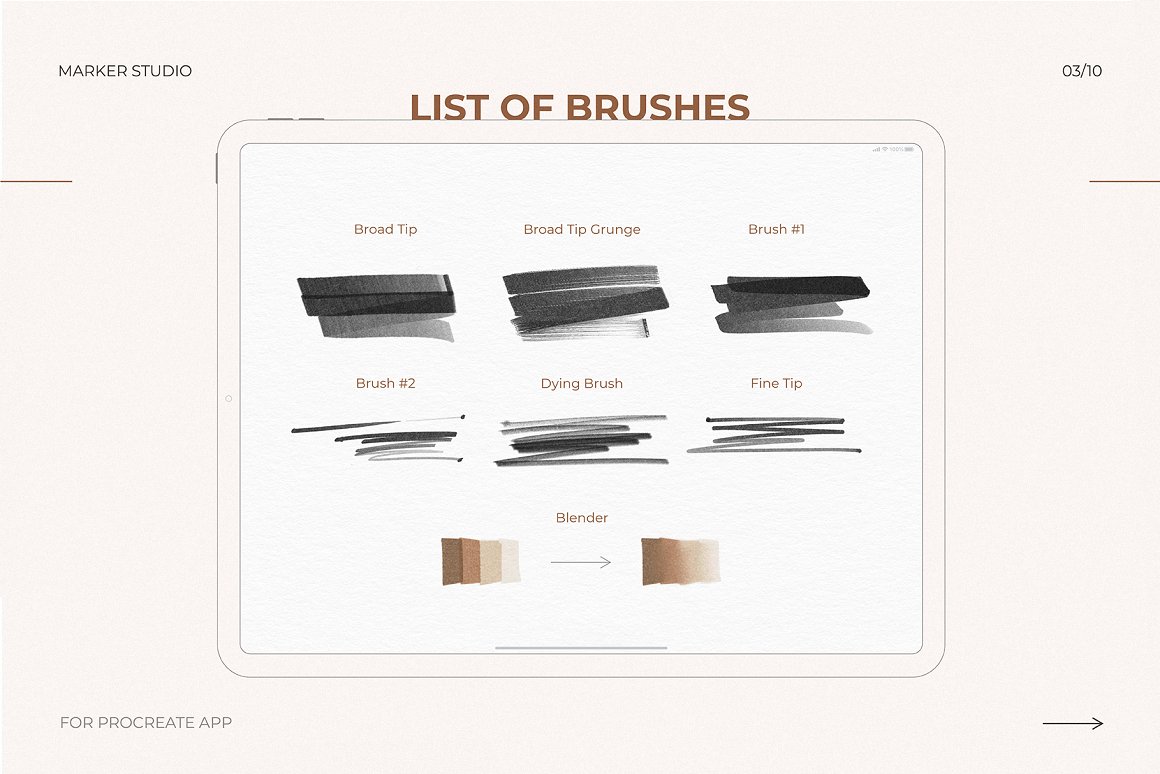 MARKER STUDIO
03/10
LIST OF BRUSHES
100%
Broad Tip
Broad Tip Grunge
Brush #1
Brush #2
Dying Brush
Fine Tip
Blender
FOR PROCREATE APP